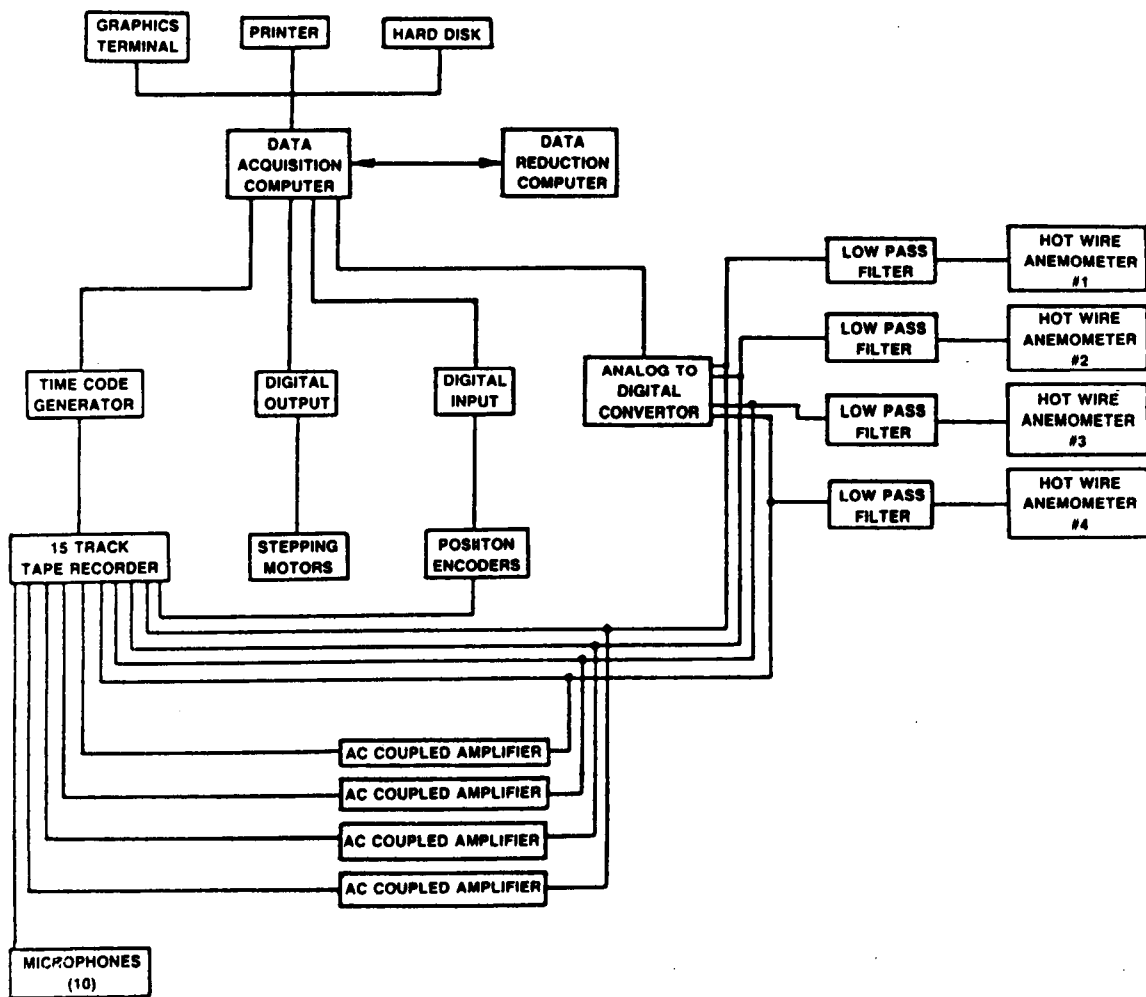 GRAPHICS
TERMINAL
PRINTER
HARD DISK
DATA
ACQUISITION
COMPUTER
DATA
REDUCTION
COMPUTER
LOW PASS
FILTER
HOT WIRE
ANEMOMETER
#1
LOW PASS
FILTER
HOT WIRE
ANEMOMETER
#2
TIME CODE
GENERATOR
DIGITAL
OUTPUT
DIGITAL
INPUT
ANALOG TO
DIGITAL
CONVERTOR
LOW PASS
FILTER
HOT WIRE
ANEMOMETER
#3
LOW PASS
FILTER
HOT WIRE
ANEMOMETER
#4
15 TRACK
TAPE RECORDER
STEPPING
MOTORS
POSIITON
ENCODERS
AC COUPLED AMPLIFIER
AC COUPLED AMPLIFIER
AC COUPLED AMPLIFIER
AC COUPLED AMPLIFIER
MICROPHONES
(10)